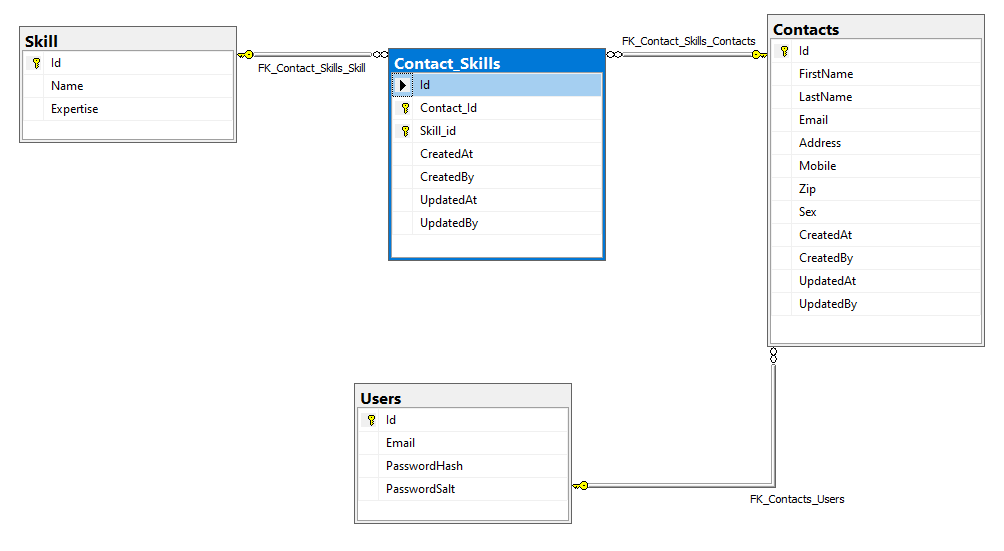 Skill
Id
Name
Expertise
FK_Contact_Skills_Skill
Contact_Skills
Id
Contact_Id
Skill_id
CreatedAt
CreatedBy
UpdatedAt
UpdatedBy
FK_Contact_Skills_Contacts
Contacts
Id
FirstName
LastName
Email
Address
Mobile
Zip
Sex
CreatedAt
CreatedBy
UpdatedAt
UpdatedBy
Users
Id
Email
PasswordHash
PasswordSalt
FK_Contacts_Users